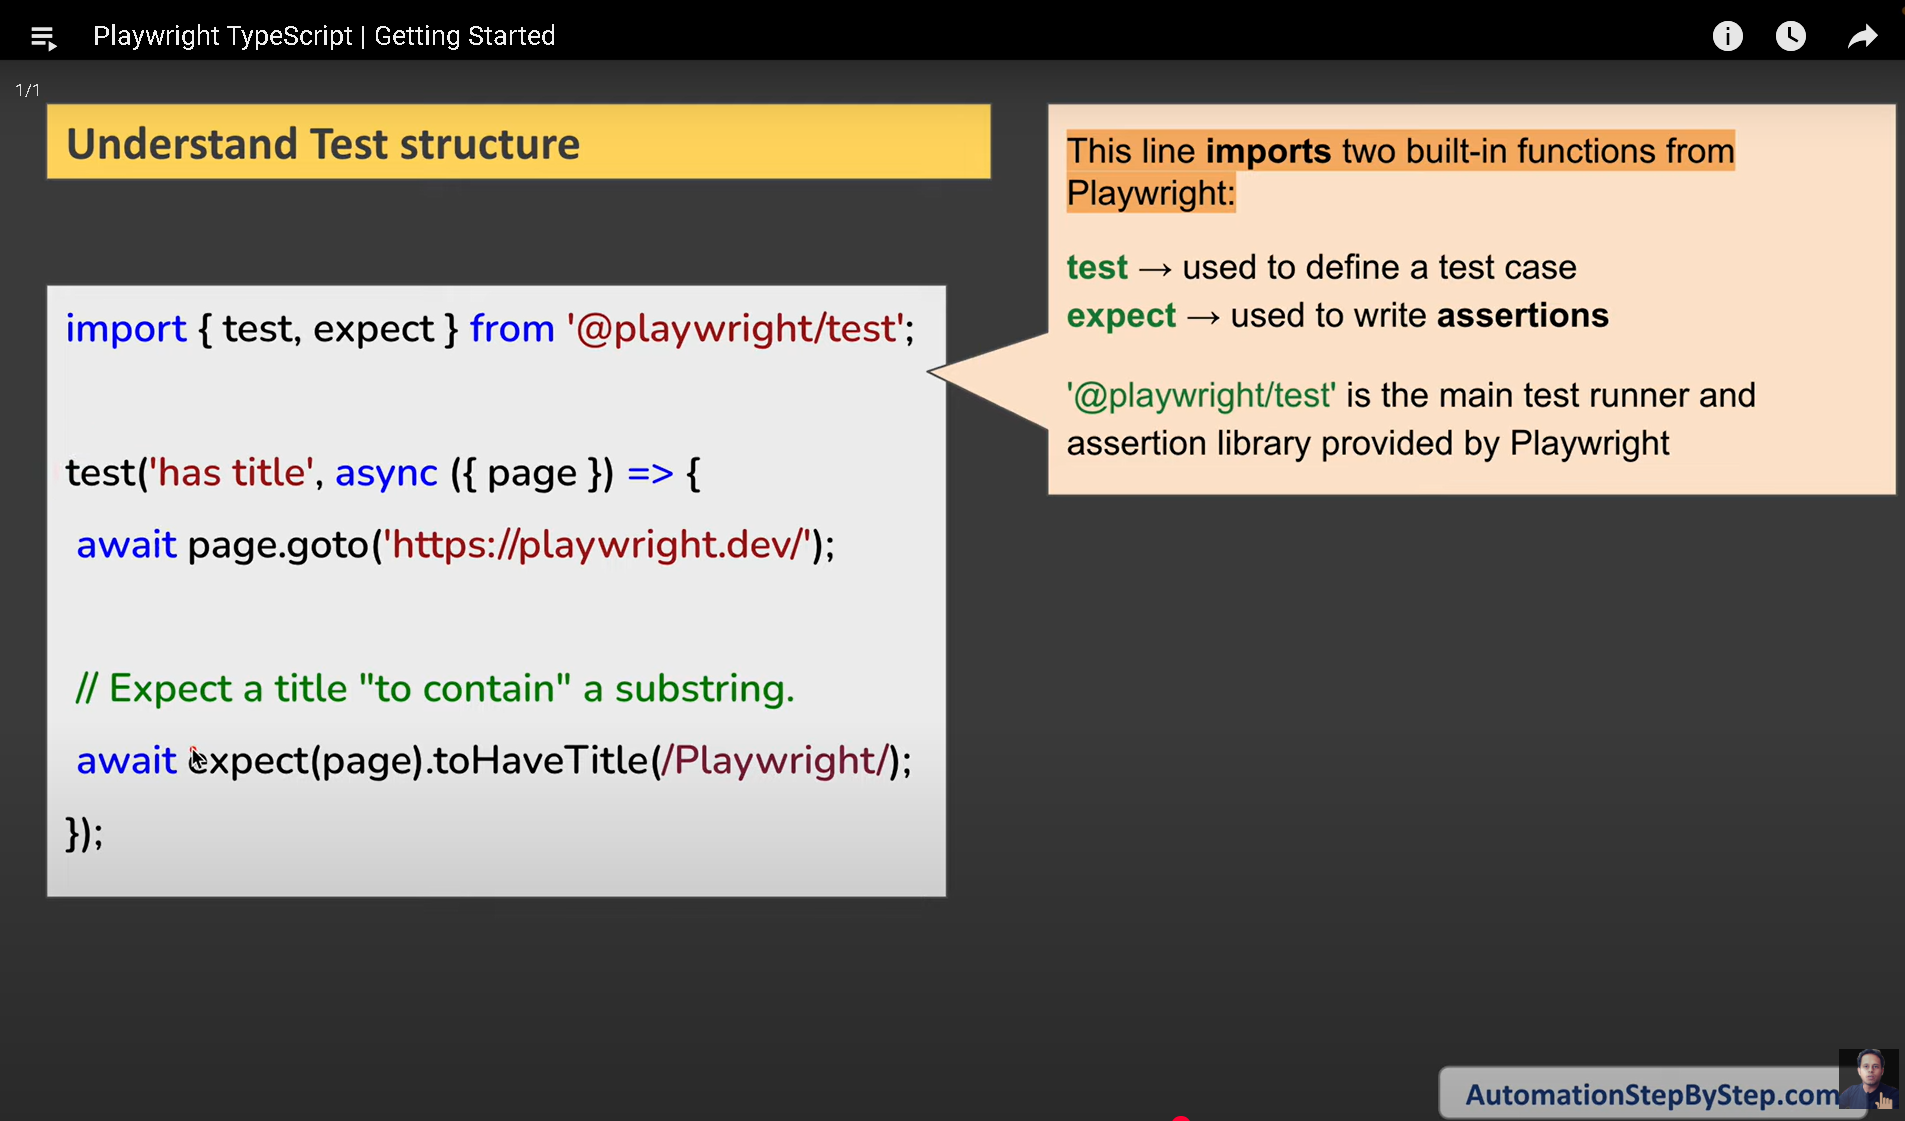 Playwright TypeScript | Getting Started
1/1
Understand Test structure
import { test, expect } from '@playwright/test';
test('has title', async ({ page }) => {
await page.goto('https://playwright.dev/');
// Expect a title "to contain" a substring.
await expect(page).toHaveTitle(/Playwright/);
});
This line imports two built-in functions from
Playwright:
test → used to define a test case
expect → used to write assertions
'@playwright/test' is the main test runner and
assertion library provided by Playwright
AutomationStepByStep.com